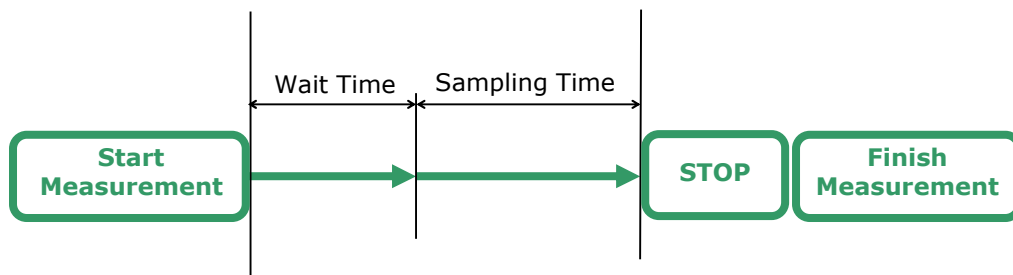 Wait Time
Sampling Time
Start
Measurement
STOP
Finish
Measurement